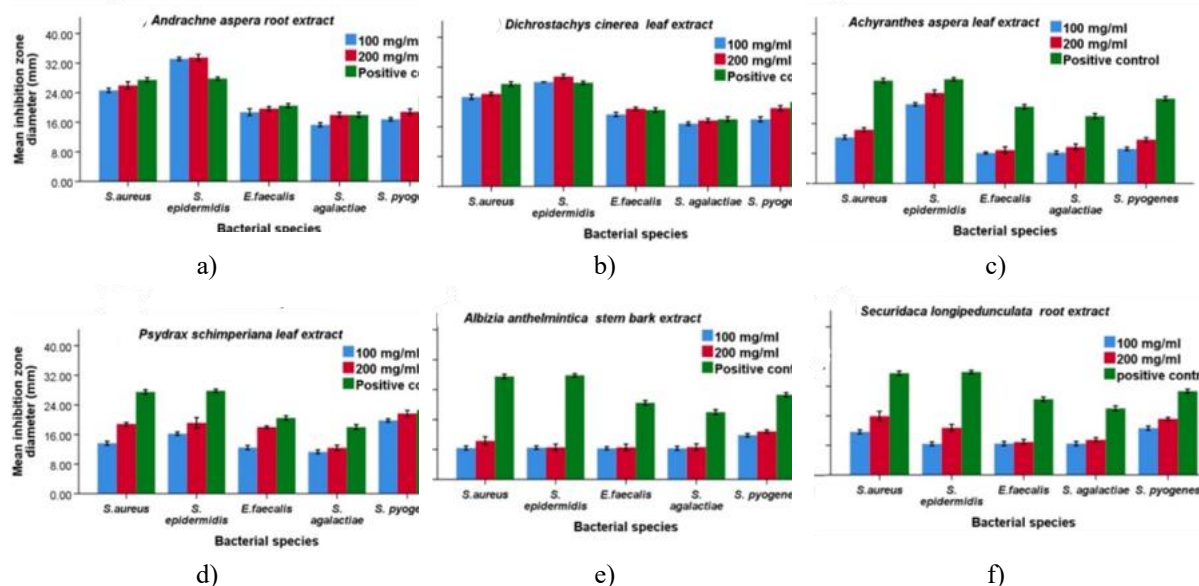 Andrachne aspera root extract
100 mg/ml
200 mg/m
Positive co
Mean inhibition zone
diameter (mm)
40.00
32.00
24.00
16.00
8.00
0.00
S.aureus
S.
epidermidis
E.faecalis
S.
agalactiae
S. pyog
Bacterial species
a)
Dichrostachys cinerea leaf extract
100 mg/ml
200 mg/ml
Positive co
S.aureus
S.
epidermidis
E.faecalis
S. agalactiae
S. pyog
Bacterial species
b)
Achyranthes aspera leaf extract
100 mg/ml
200 mg/ml
Positive control
S.aureus
S.
epidermidis
E.faecalis
S.
agalactiae
S. pyogenes
Bacterial species
c)
Psydrax schimperiana leaf extract
100 mg/ml
200 mg/ml
Positive co
Mean inhibition zone
diameter (mm)
40.00
32.00
24.00
16.00
8.00
0.00
S.aureus
S.
epidermidis
E.faecalis
S.
agalactiae
S. pyogen
Bacterial species
d)
Albizia anthelmintica stem bark extract
100 mg/ml
200 mg/ml
Positive cont
S.aureus
S.
epidermidis
E.faecalis
S.
agalactiae
S. pyogenes
Bacterial species
e)
Securidaca longipedunculata root extract
100 mg/ml
200 mg/ml
positive contr
S.aureus
S.
epidermidis
E.faecalis
S. agalactiae
S. pyogenes
Bacterial species
f)